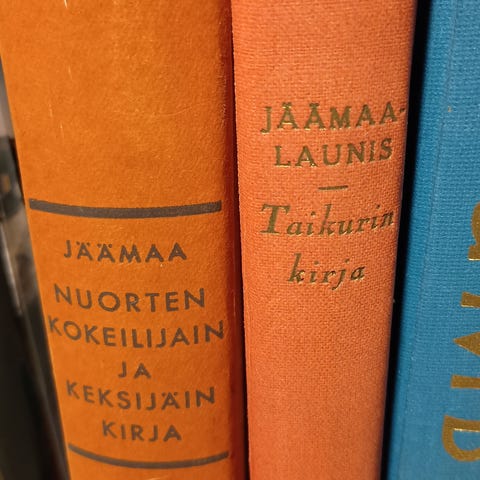 JÄÄMAA
NUORTEN
KOKEILIJAIN
JA
KEKSIJÄIN
KIRJA
JÄÄMAA-
LAUNIS
Taikurin
kirja